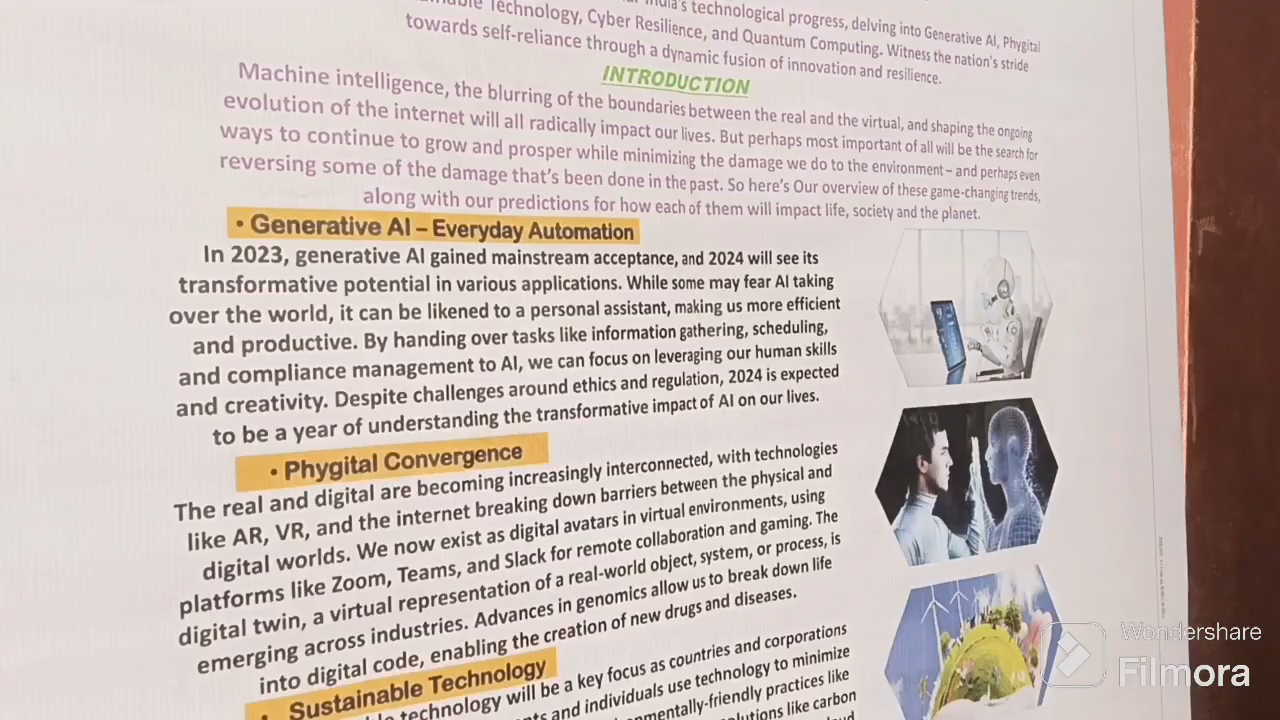 India's technological progress, delving into Generative AI, Phygital
Technology, Cyber Resilience, and Quantum Computing. Witness the nation's stride
towards self-reliance through a dynamic fusion of innovation and resilience.
INTRODUCTION
Machine intelligence, the blurring of the boundaries between the real and the virtual, and shaping the ongoing
evolution of the internet will all radically impact our lives. But perhaps most important of all will be the search for
ways to continue to grow and prosper while minimizing the damage we do to the environment – and perhaps even
reversing some of the damage that's been done in the past. So here's Our overview of these game-changing trends,
along with our predictions for how each of them will impact life, society and the planet.
• Generative AI – Everyday Automation
In 2023, generative AI gained mainstream acceptance, and 2024 will see its
transformative potential in various applications. While some may fear AI taking
over the world, it can be likened to a personal assistant, making us more efficient
and productive. By handing over tasks like information gathering, scheduling,
and compliance management to AI, we can focus on leveraging our human skills
and creativity. Despite challenges around ethics and regulation, 2024 is expected
to be a year of understanding the transformative impact of AI on our lives.
• Phygital Convergence
The real and digital are becoming increasingly interconnected, with technologies
like AR, VR, and the internet breaking down barriers between the physical and
digital worlds. We now exist as digital avatars in virtual environments, using
platforms like Zoom, Teams, and Slack for remote collaboration and gaming. The
digital twin, a virtual representation of a real-world object, system, or process, is
emerging across industries. Advances in genomics allow us to break down life
into digital code, enabling the creation of new drugs and diseases.
• Sustainable Technology
technology will be a key focus as countries and corporations
and individuals use technology to minimize
practices like
like carbon
Wondershare
Filmora